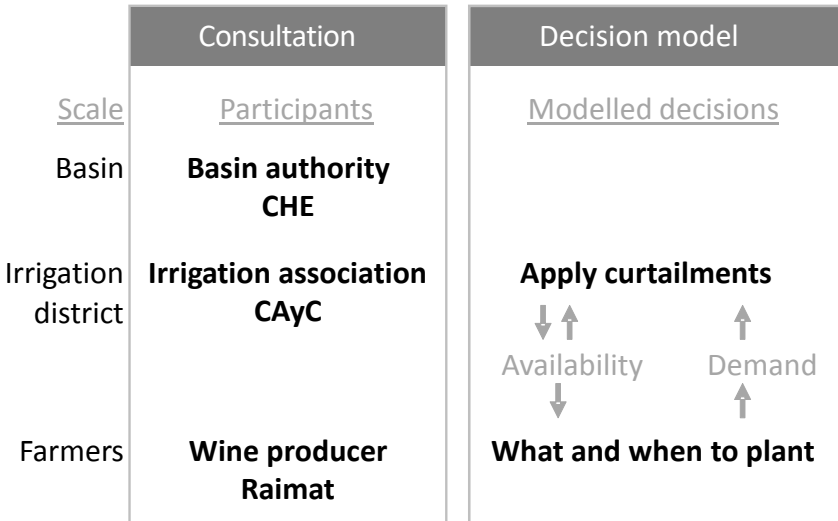 Consultation Decision model
Scale Participants Modelled decisions
Basin Basin authority
CHE
Irrigation Irrigation association Apply curtailments
district CAyC
Availability Demand
Farmers Wine producer What and when to plant
Raimat